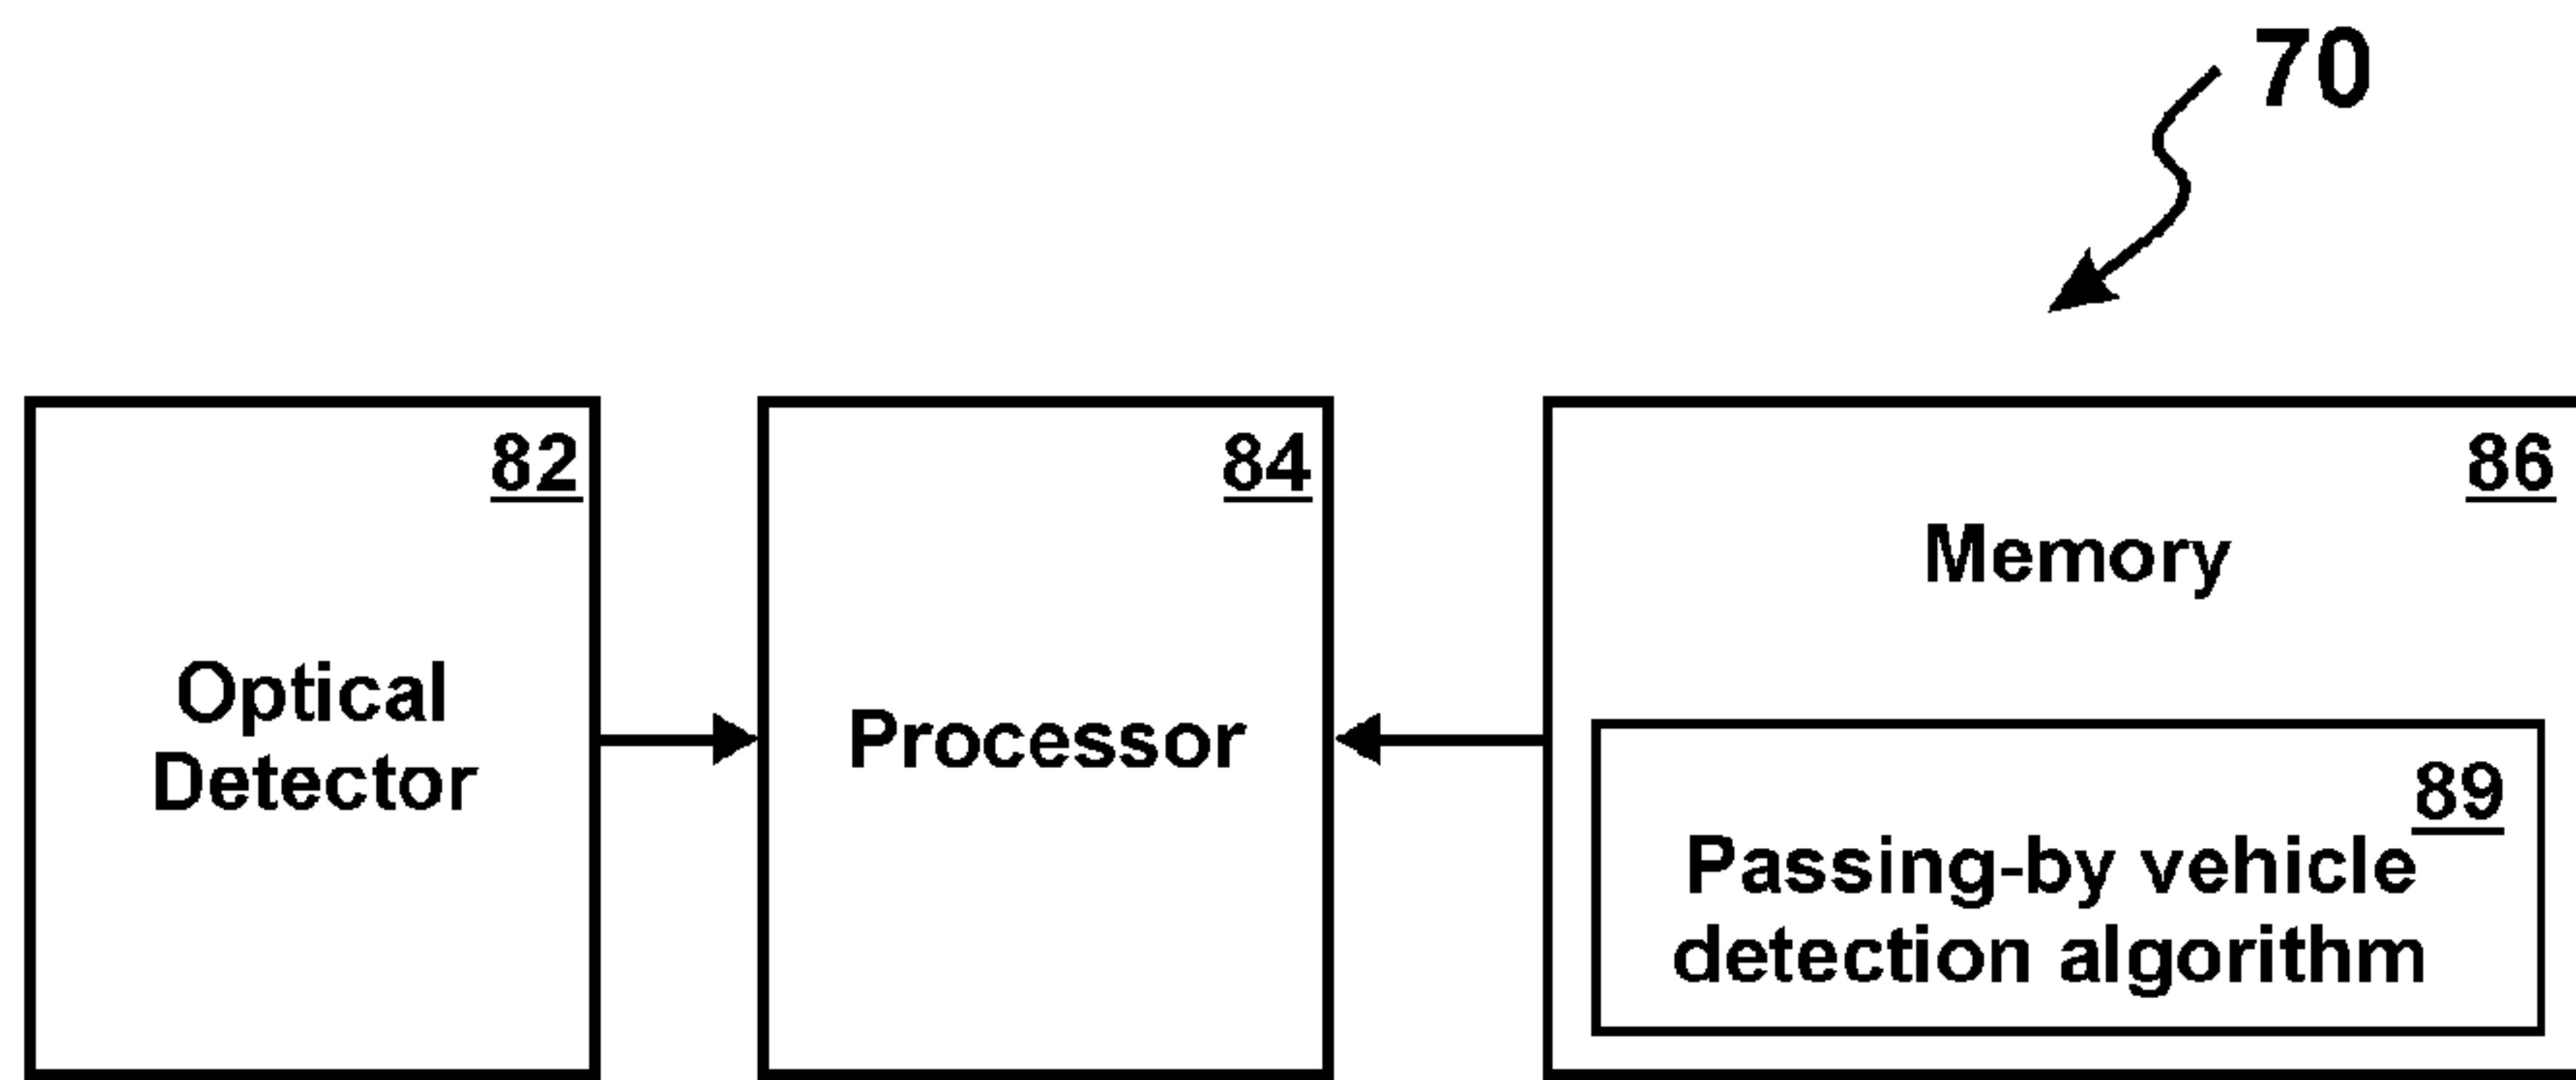 70
82
Optical
Detector
84
Processor
86
Memory
89
Passing-by vehicle
detection algorithm